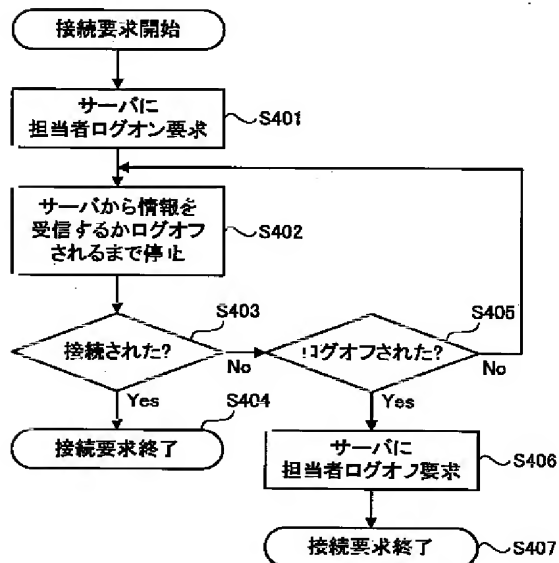 接続要求開始
サーバに
担当者ログオン要求
S401
サーバから情報を
受信するかログオフ
されるまで停止
S402
接続された?
S403
No
Yes
接続要求終了
S404
ログオフされた?
S405
No
Yes
サーバに
担当者ログオフ要求
S406
接続要求終了
S407